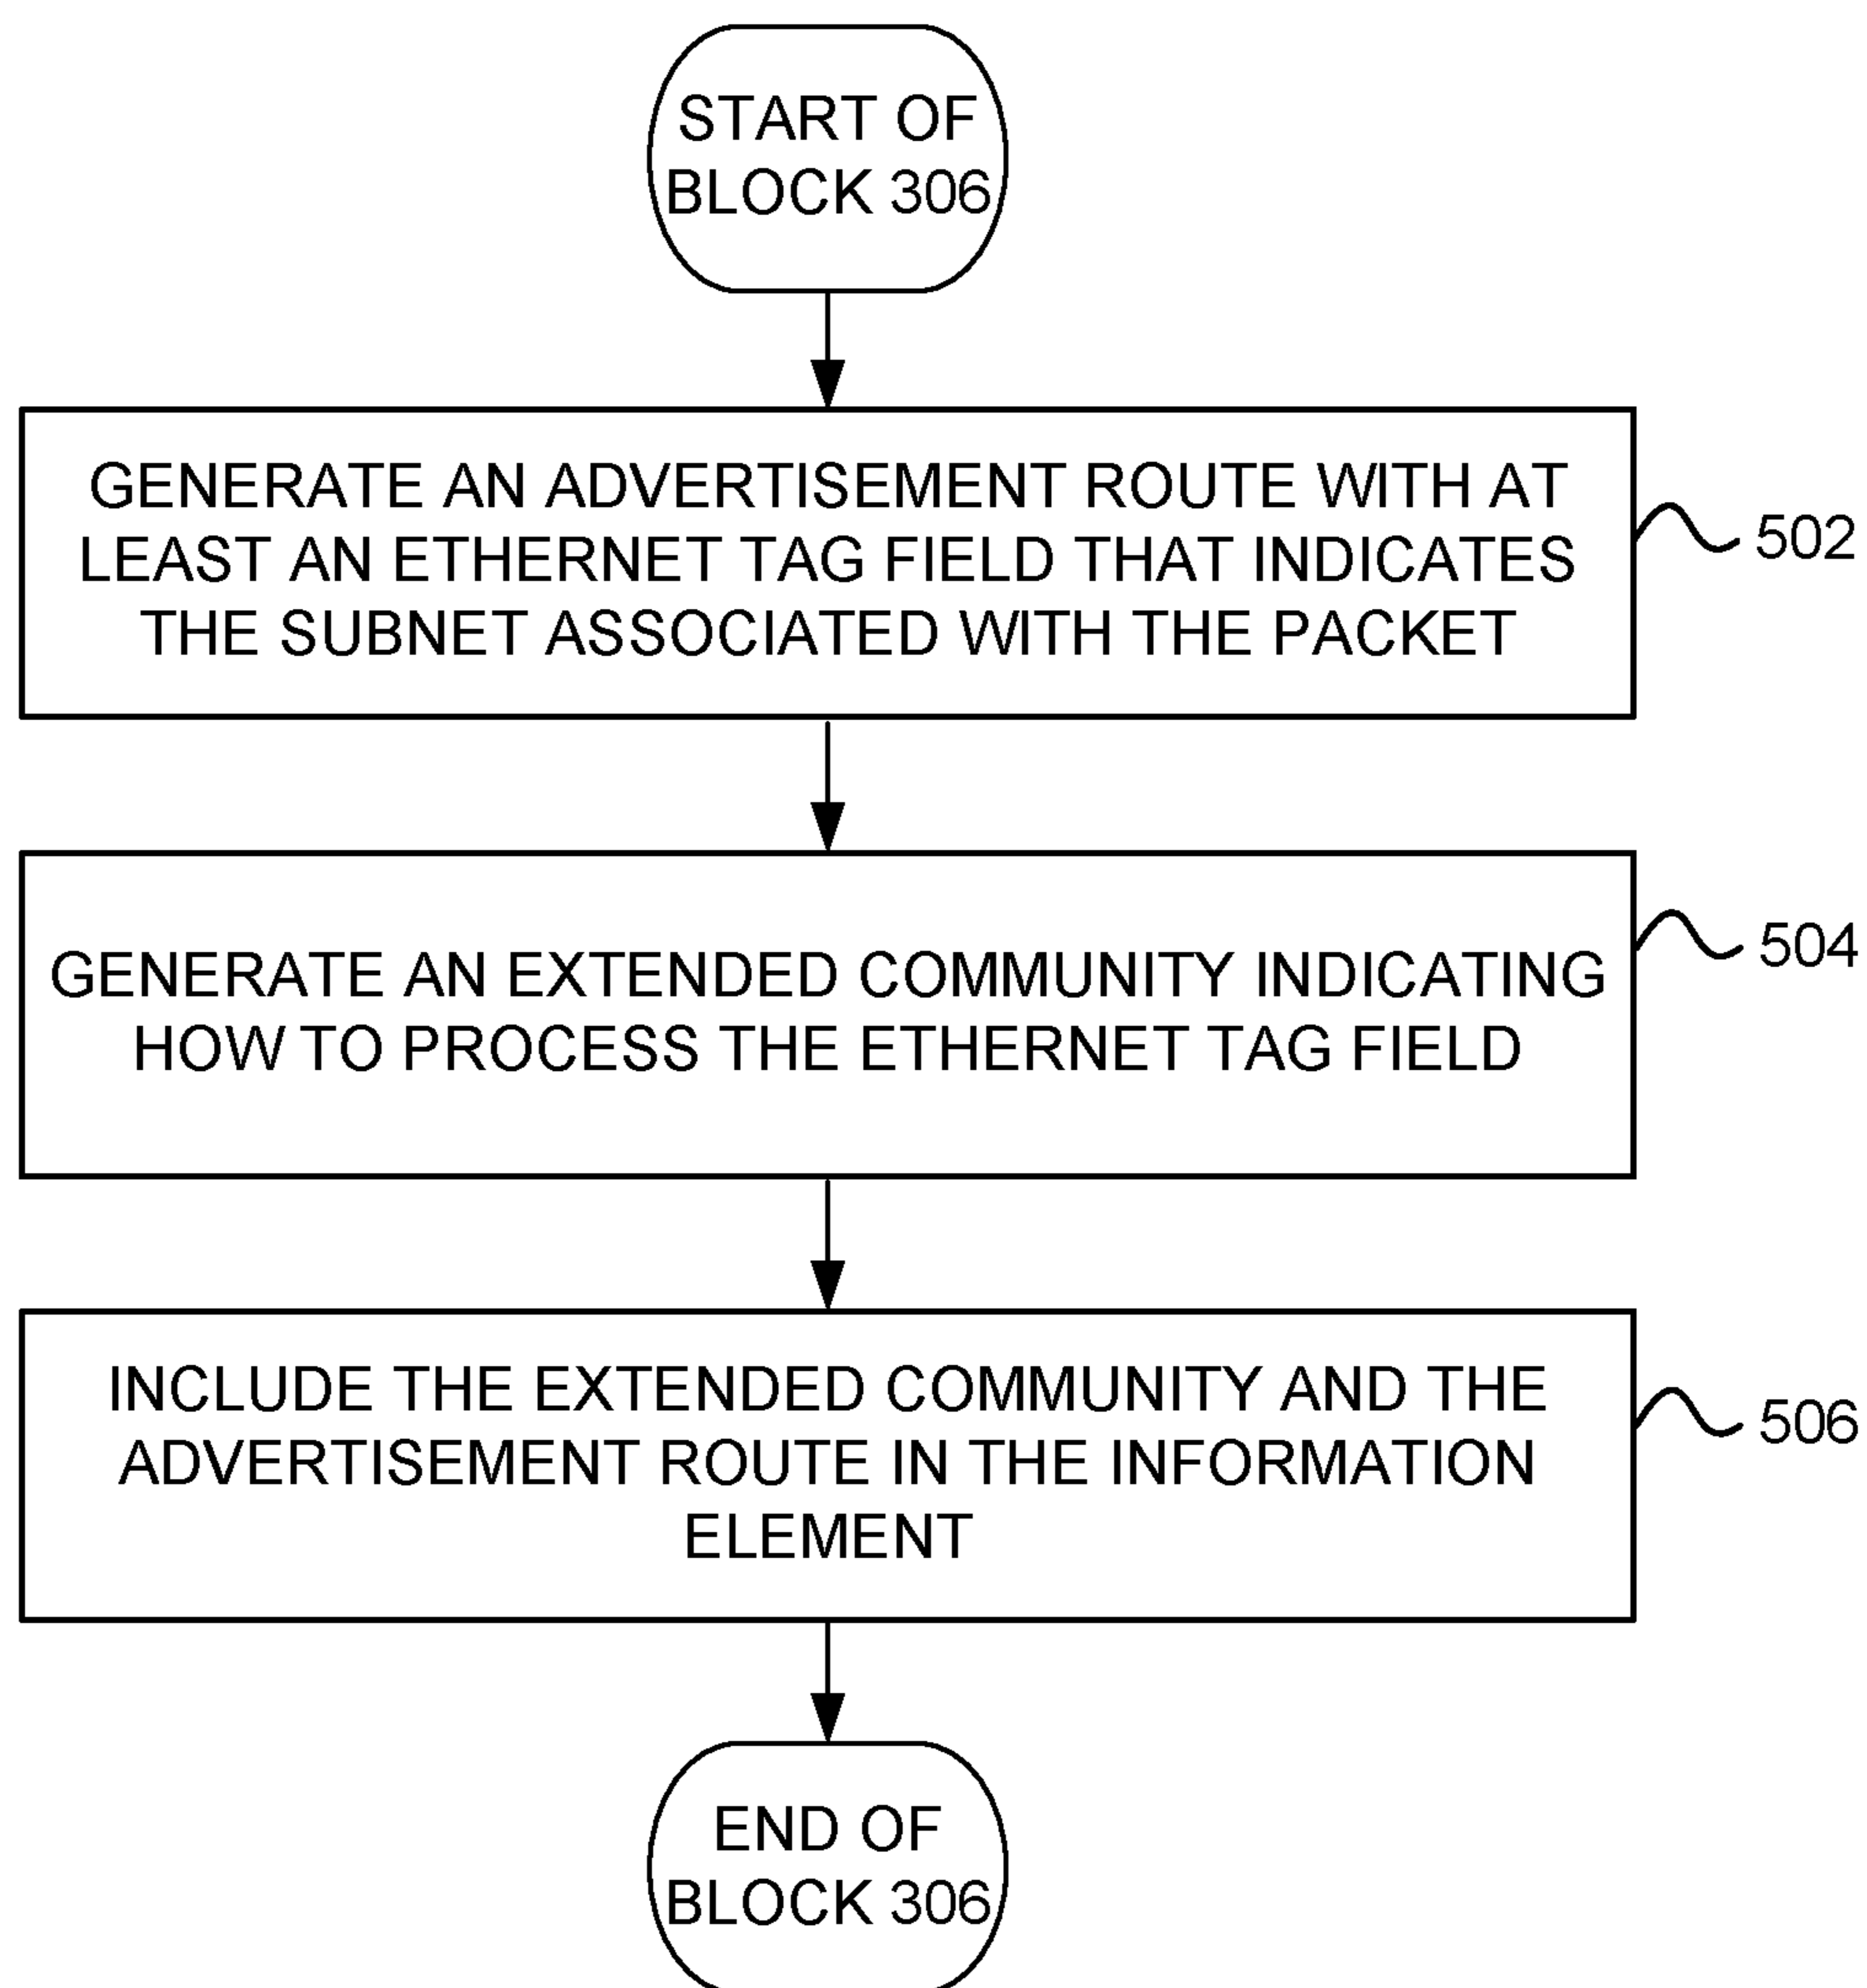 START OF
BLOCK 306
GENERATE AN ADVERTISEMENT ROUTE WITH AT
LEAST AN ETHERNET TAG FIELD THAT INDICATES
THE SUBNET ASSOCIATED WITH THE PACKET
502
GENERATE AN EXTENDED COMMUNITY INDICATING
HOW TO PROCESS THE ETHERNET TAG FIELD
504
INCLUDE THE EXTENDED COMMUNITY AND THE
ADVERTISEMENT ROUTE IN THE INFORMATION
ELEMENT
506
END OF
BLOCK 306